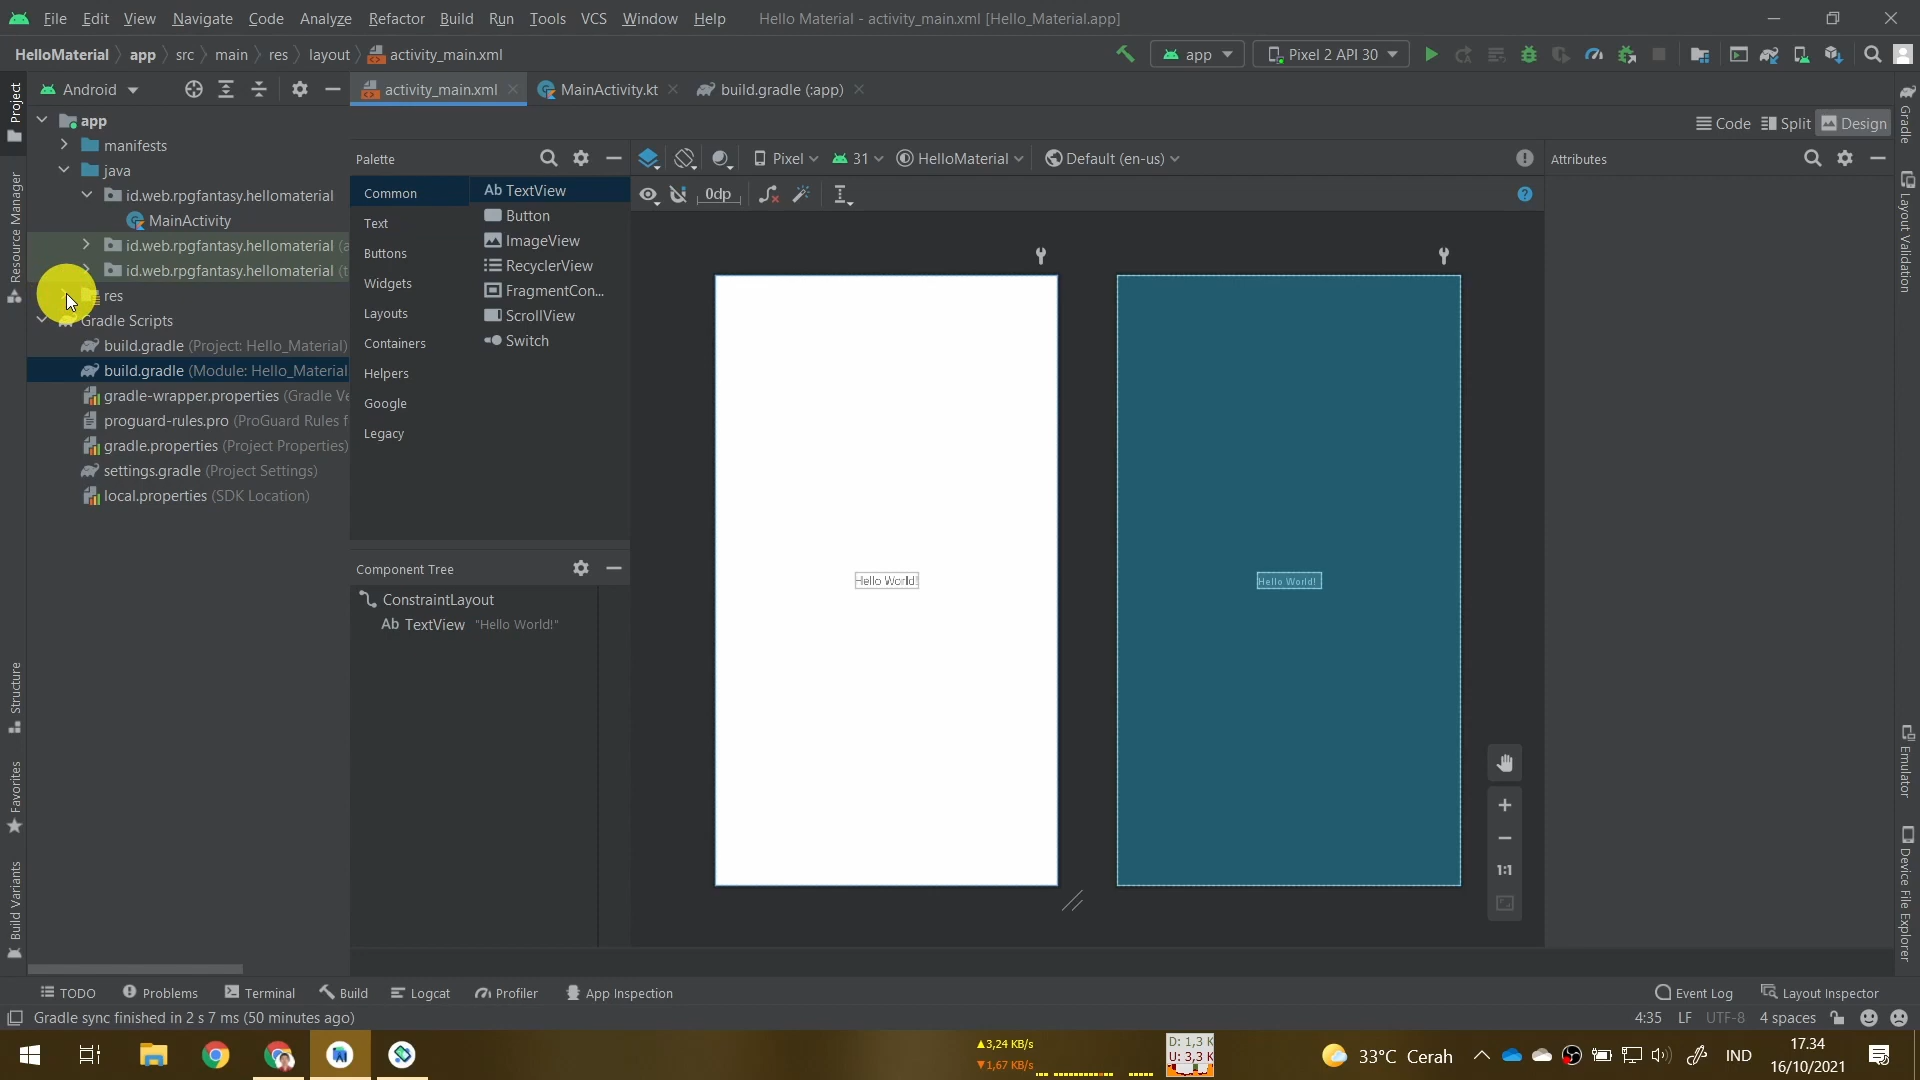 File Edit View Navigate Code Analyze Refactor Build Run Tools VCS Window Help Hello Material - activity_main.xml [Hello_Material.app]
HelloMaterial app src main res layout activity_main.xml app Pixel 2 API 30
Project
Android
activity_main.xml MainActivity.kt build.gradle (:app)
app
manifests
java
id.web.rpgfantasy.hellomaterial
MainActivity
id.web.rpgfantasy.hellomaterial (a
id.web.rpgfantasy.hellomaterial (t
res
Gradle Scripts
build.gradle (Project: Hello_Material)
build.gradle (Module: Hello_Material
gradle-wrapper.properties (Gradle Ve
proguard-rules.pro (ProGuard Rules f
gradle.properties (Project Properties)
settings.gradle (Project Settings)
local.properties (SDK Location)
Resource Manager
Structure
Favorites
Build Variants
Code Split Design
Palette
Common
Text
Buttons
Widgets
Layouts
Containers
Helpers
Google
Legacy
Ab TextView
Button
ImageView
RecyclerView
FragmentCon...
ScrollView
Switch
Component Tree
ConstraintLayout
Ab TextView "Hello World!"
Pixel 31 HelloMaterial Default (en-us)
0dp
Hello World!
Hello World!
1:1
Attributes
Gradle
Layout Validation
Emulator
Device File Explorer
TODO Problems Terminal Build Logcat Profiler App Inspection Event Log Layout Inspector
Gradle sync finished in 2 s 7 ms (50 minutes ago) 4:35 LF UTF-8 4 spaces
3,24 KB/s
1,67 KB/s
D: 1,3 K
U: 3,3 K
33°C Cerah
IND
17.34
16/10/2021